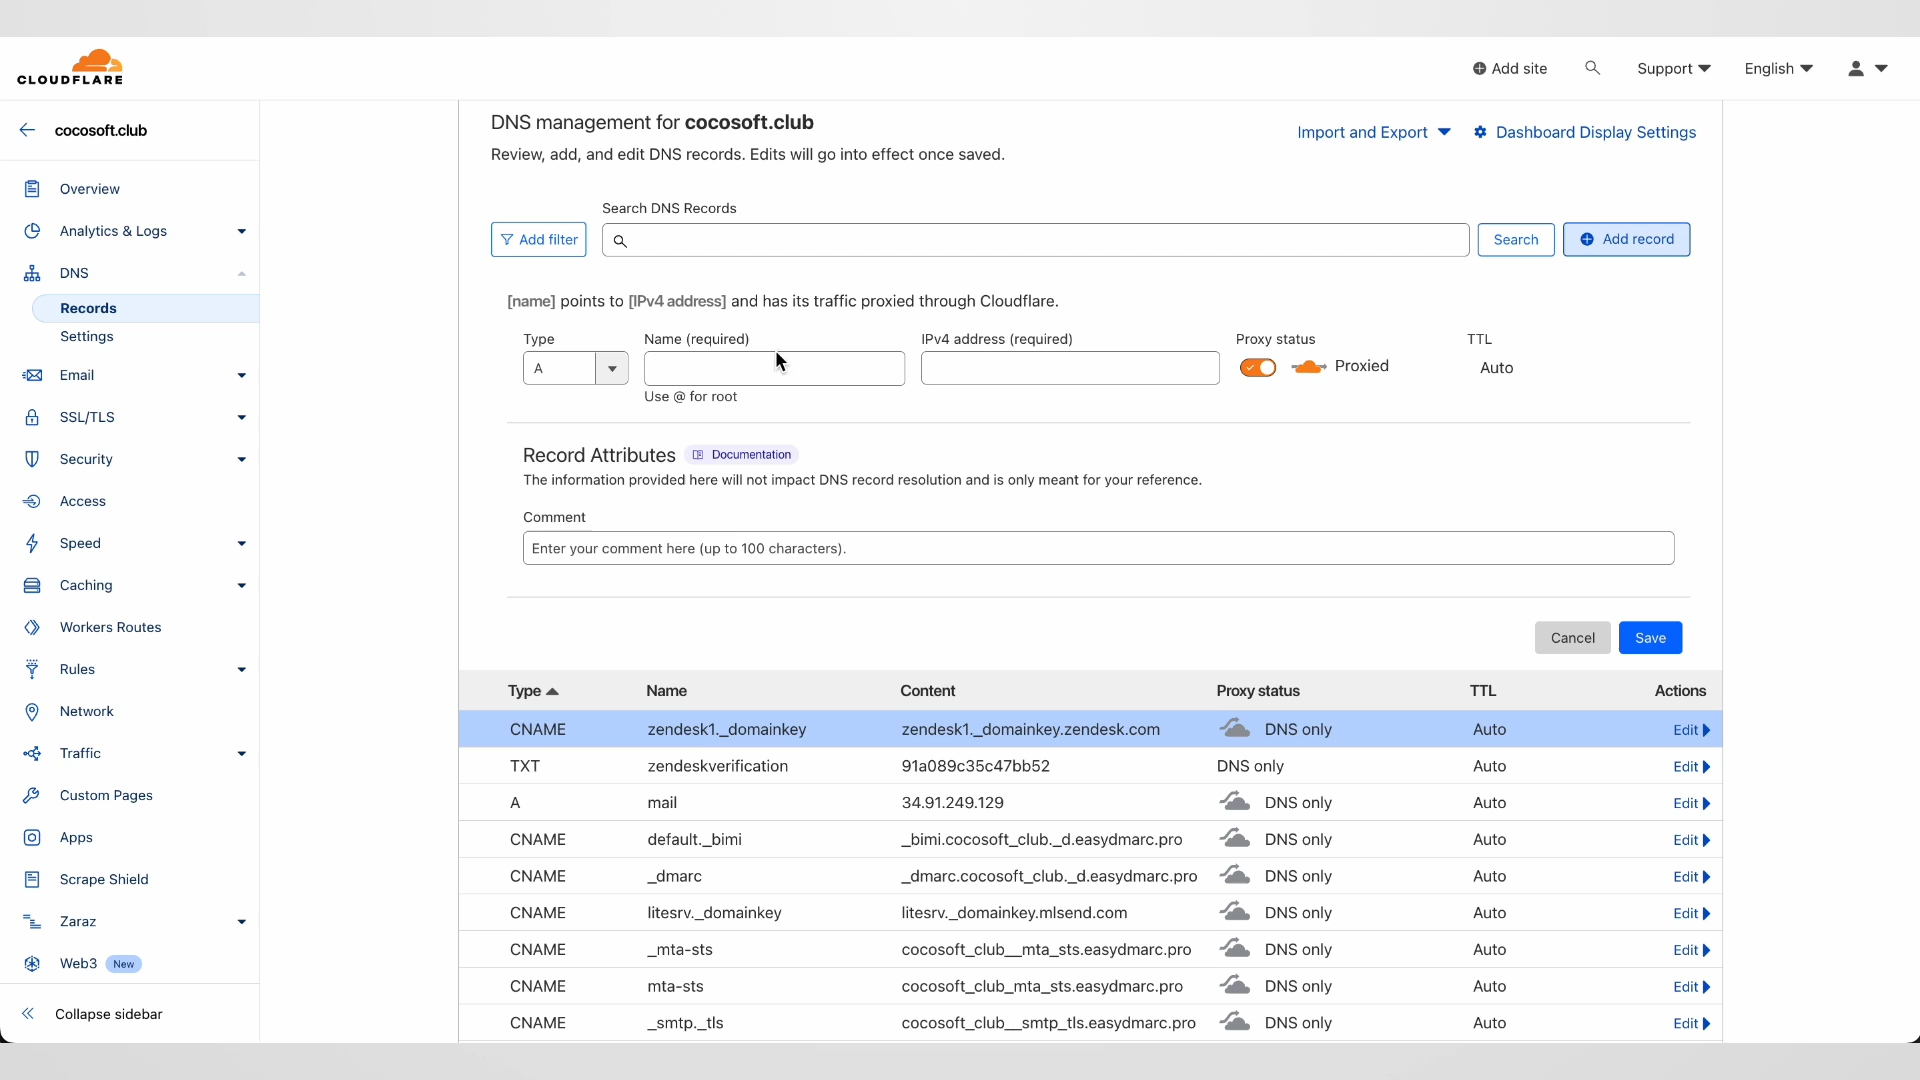 CLOUDFLARE
Add site
Support
English
cocosoft.club
Overview
Analytics & Logs
DNS
Records
Settings
Email
SSL/TLS
Security
Access
Speed
Caching
Workers Routes
Rules
Network
Traffic
Custom Pages
Apps
Scrape Shield
Zaraz
Web3 New
Collapse sidebar
DNS management for cocosoft.club
Review, add, and edit DNS records. Edits will go into effect once saved.
Import and Export
Dashboard Display Settings
Search DNS Records
Add filter
Search
Add record
[name] points to [IPv4 address] and has its traffic proxied through Cloudflare.
Type Name (required) IPv4 address (required) Proxy status TTL
A Proxied Auto
Use @ for root
Record Attributes Documentation
The information provided here will not impact DNS record resolution and is only meant for your reference.
Comment
Enter your comment here (up to 100 characters).
Cancel Save
Type Name Content Proxy status TTL Actions
CNAME zendesk1._domainkey zendesk1._domainkey.zendesk.com DNS only Auto Edit
TXT zendeskverification 91a089c35c47bb52 DNS only Auto Edit
A mail 34.91.249.129 DNS only Auto Edit
CNAME default._bimi _bimi.cocosoft_club._d.easydmarc.pro DNS only Auto Edit
CNAME _dmarc _dmarc.cocosoft_club._d.easydmarc.pro DNS only Auto Edit
CNAME litesrv._domainkey litesrv._domainkey.mlsend.com DNS only Auto Edit
CNAME _mta-sts cocosoft_club__mta_sts.easydmarc.pro DNS only Auto Edit
CNAME mta-sts cocosoft_club_mta_sts.easydmarc.pro DNS only Auto Edit
CNAME _smtp._tls cocosoft_club__smtp_tls.easydmarc.pro DNS only Auto Edit